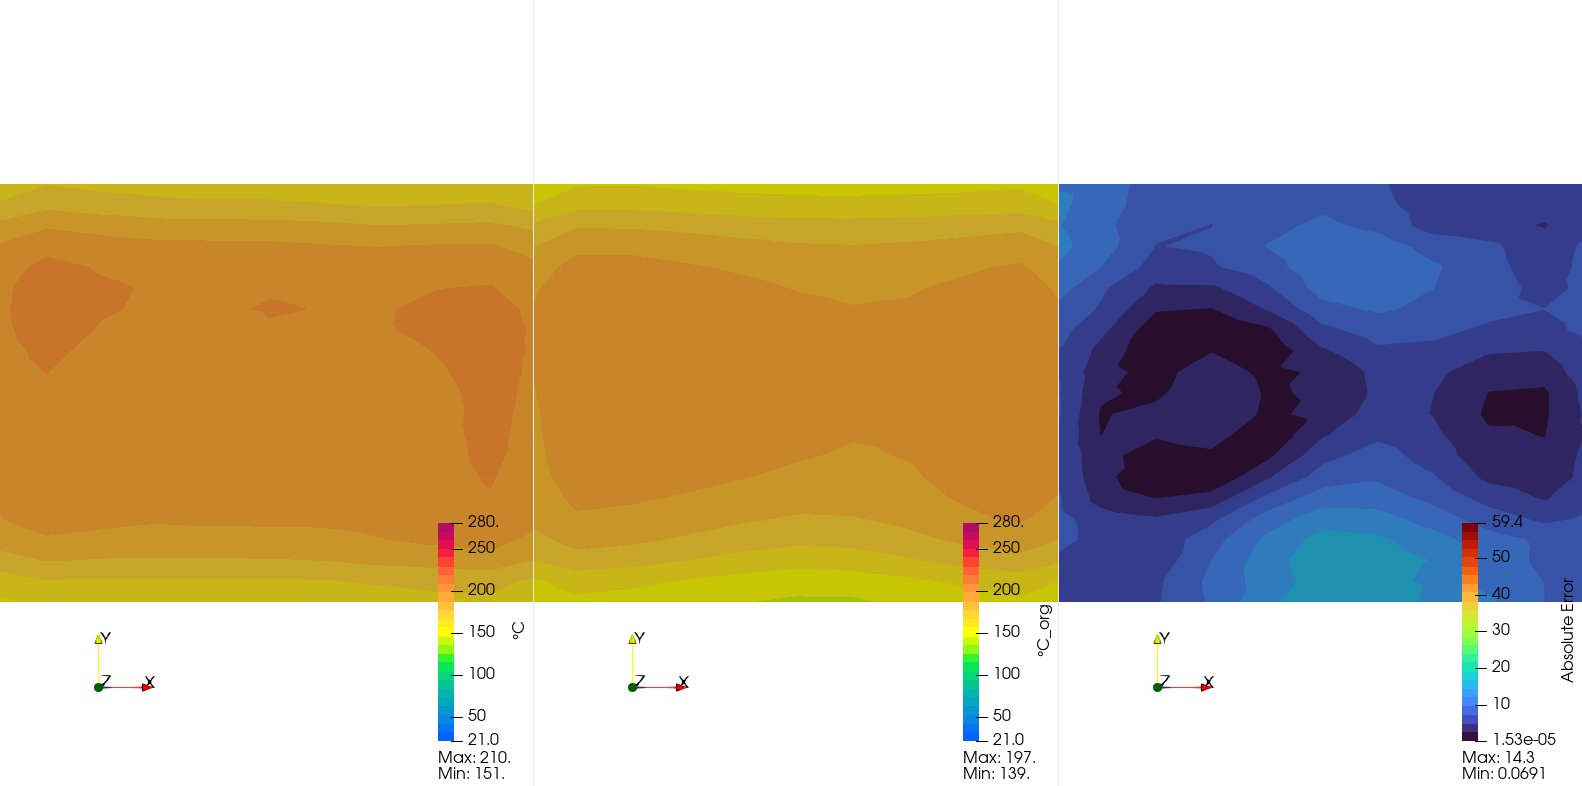 280.
250
200
150
100
50
21.0
°C
Max: 210.
Min: 151.
Y
Z
X
280.
250
200
150
100
50
21.0
°C_org
Max: 197.
Min: 139.
Y
Z
X
59.4
50
40
30
20
10
1.53e-05
Absolute Error
Max: 14.3
Min: 0.0691
Y
Z
X